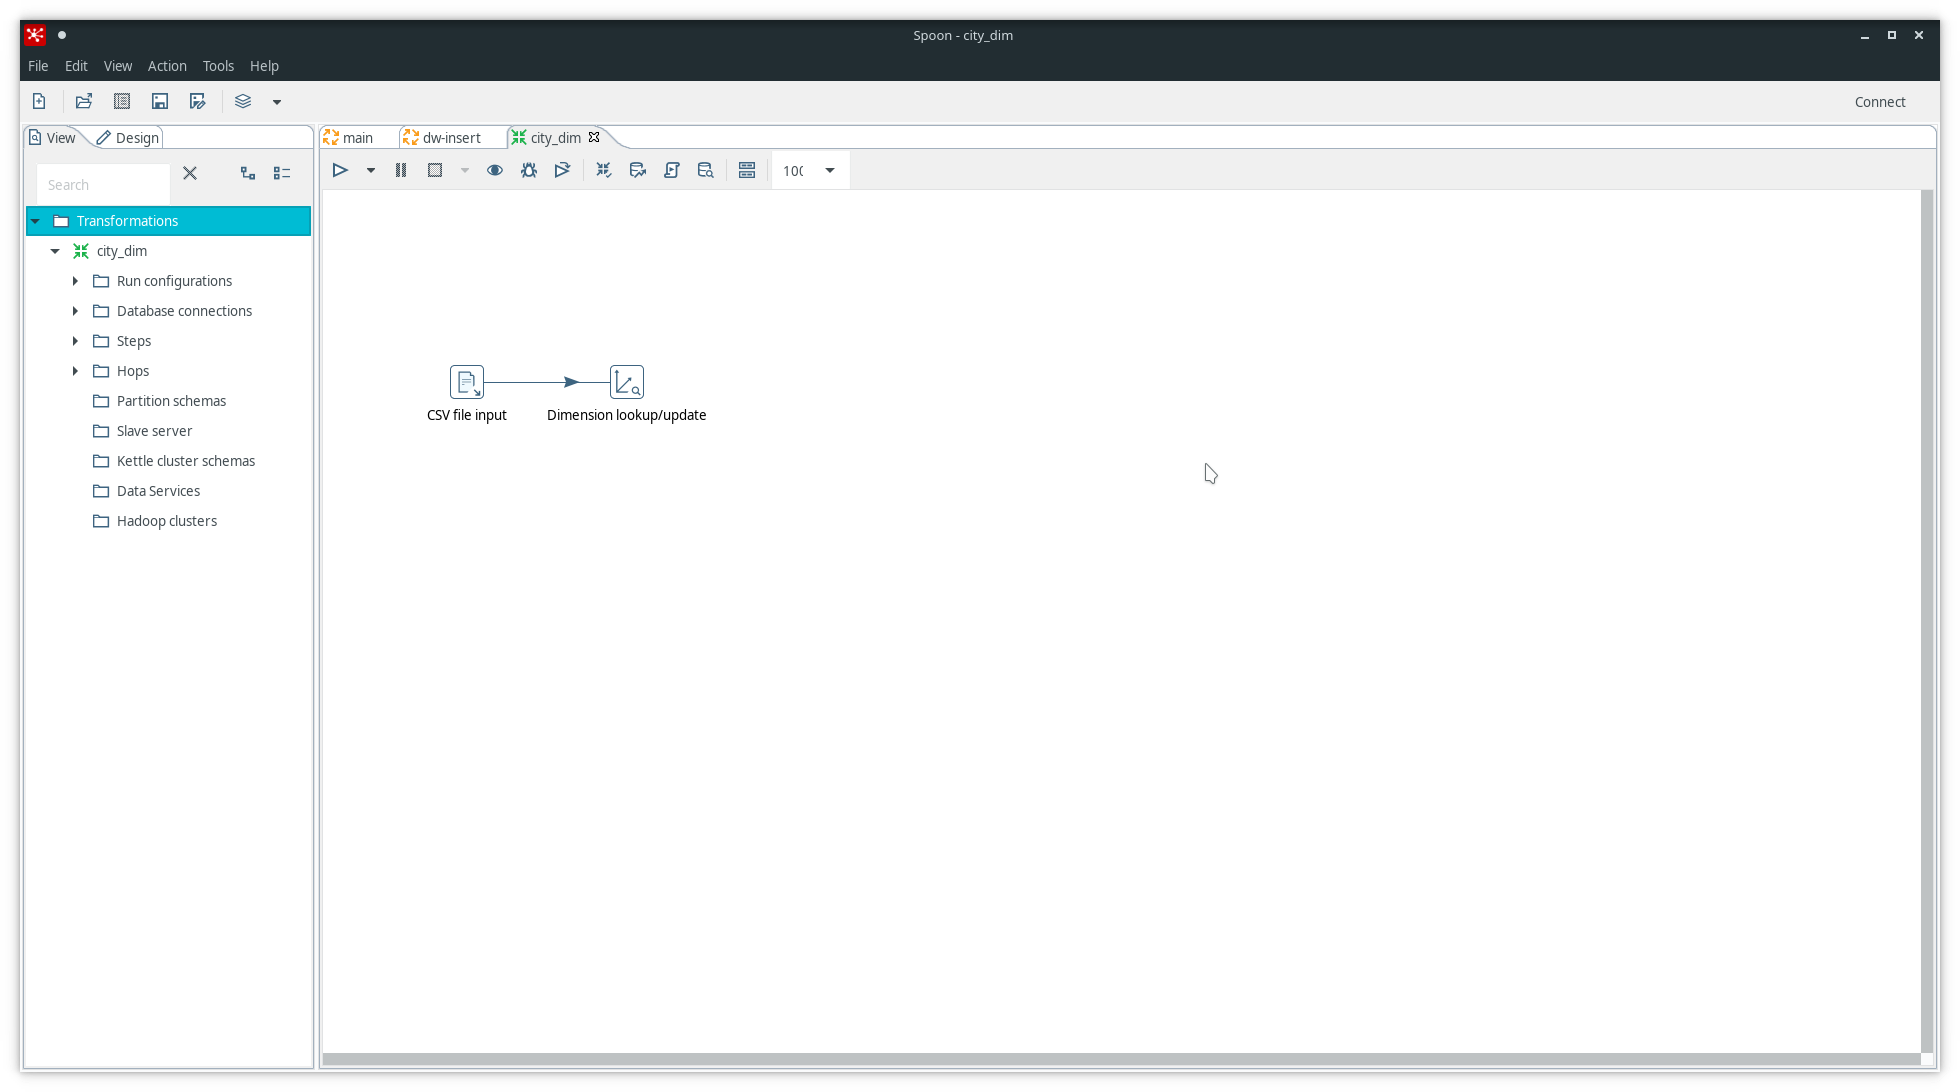 Spoon - city_dim
File Edit View Action Tools Help
Connect
View Design
main dw-insert city_dim
Search
100
Transformations
city_dim
Run configurations
Database connections
Steps
Hops
Partition schemas
Slave server
Kettle cluster schemas
Data Services
Hadoop clusters
CSV file input Dimension lookup/update